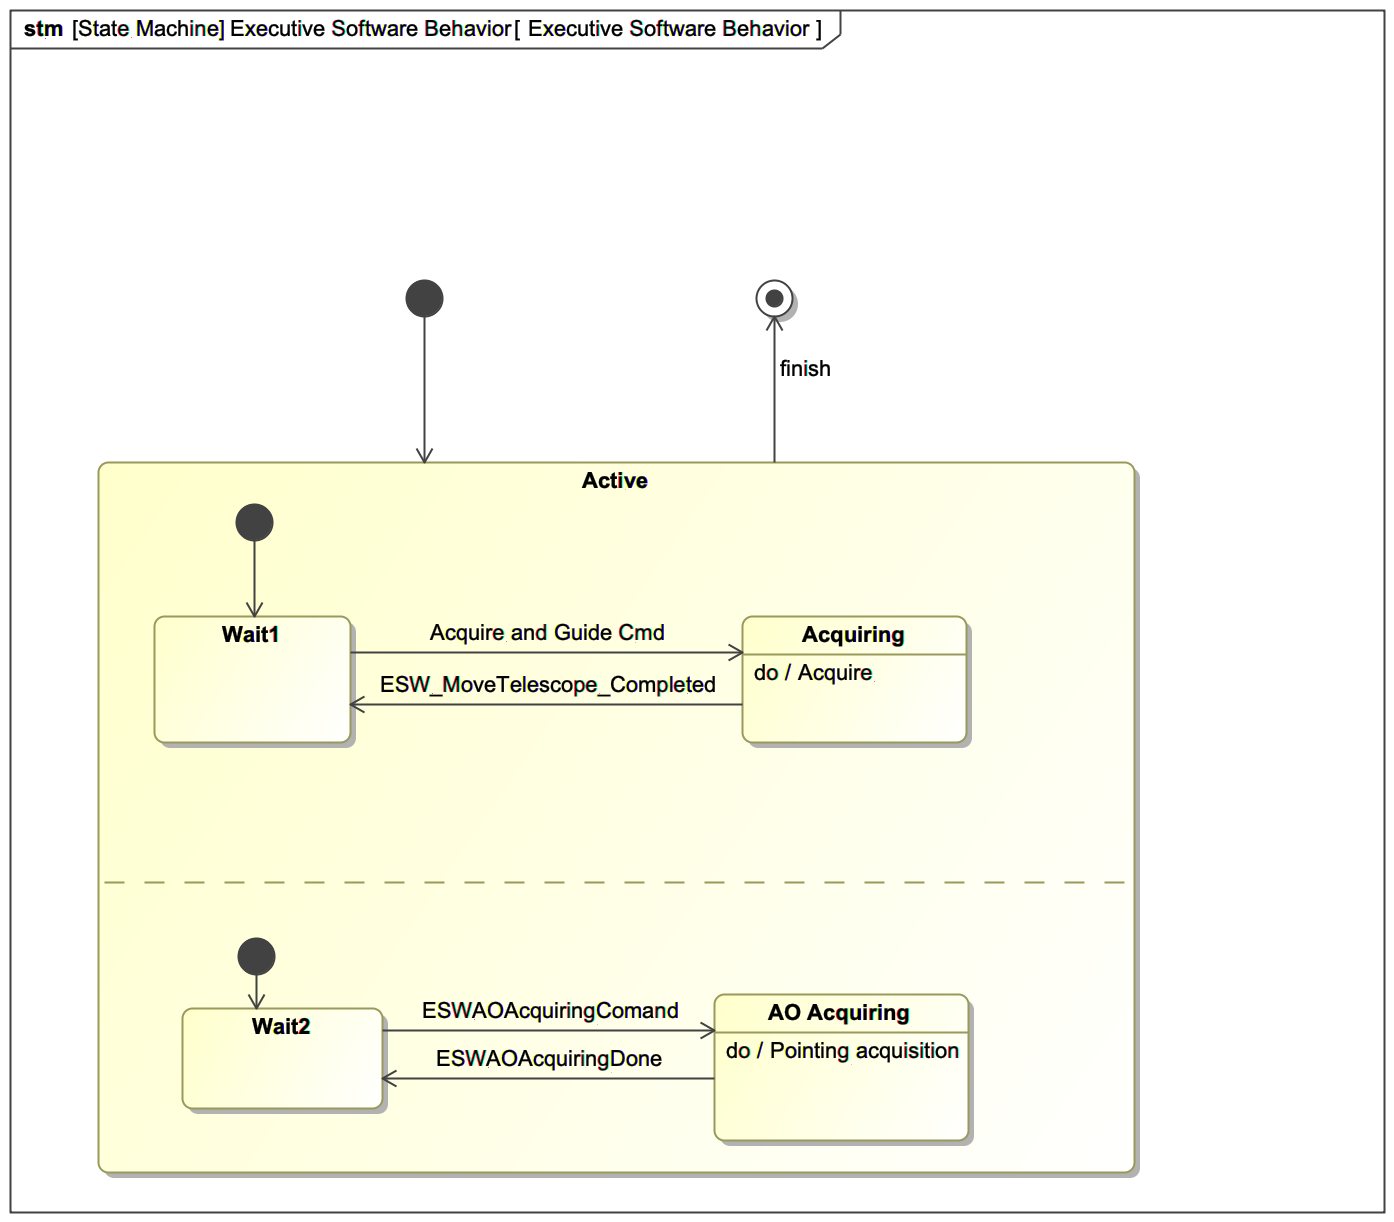 stm [State Machine] Executive Software Behavior[ Executive Software Behavior ]
finish
Active
Wait1
Acquire and Guide Cmd
Acquiring
do / Acquire
ESW_MoveTelescope_Completed
Wait2
ESWAOAcquiringComand
AO Acquiring
do / Pointing acquisition
ESWAOAcquiringDone